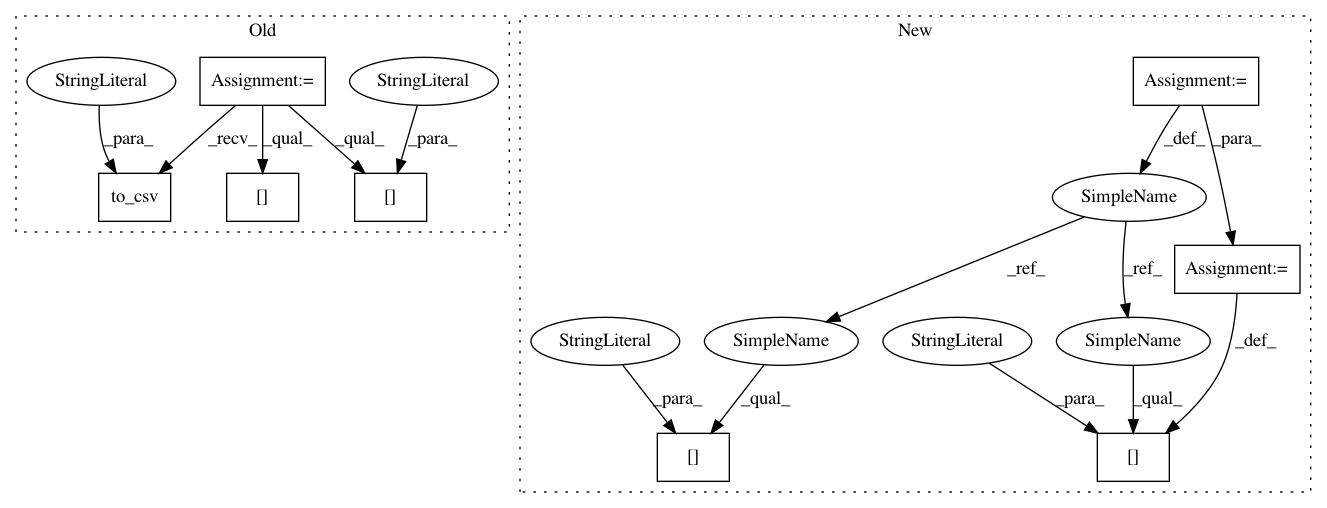 Old
New
StringLiteral
Assignment:=
StringLiteral
Assignment:=
_para_
_recv_
_qual_
_qual_
_para_
_def_
_para_
to_csv
[]
[]
SimpleName
_ref_
_ref_
Assignment:=
StringLiteral
SimpleName
StringLiteral
SimpleName
_def_
_para_
_qual_
_para_
_qual_
[]
[]